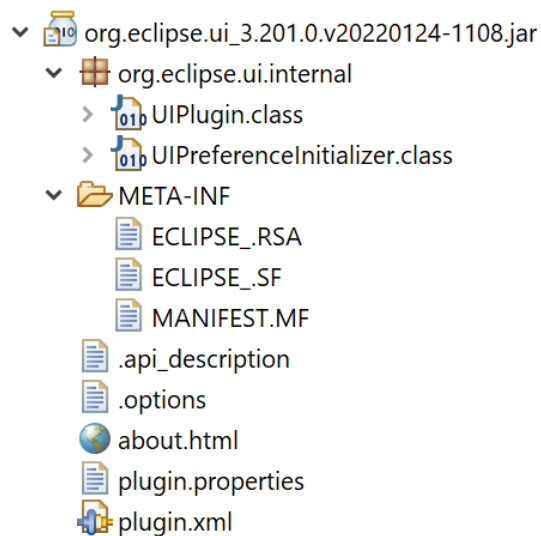 org.eclipse.ui_3.201.0.v20220124-1108.jar
org.eclipse.ui.internal
UIPlugin.class
UIPreferenceInitializer.class
META-INF
ECLIPSE_.RSA
ECLIPSE_.SF
MANIFEST.MF
.api_description
.options
about.html
plugin.properties
plugin.xml